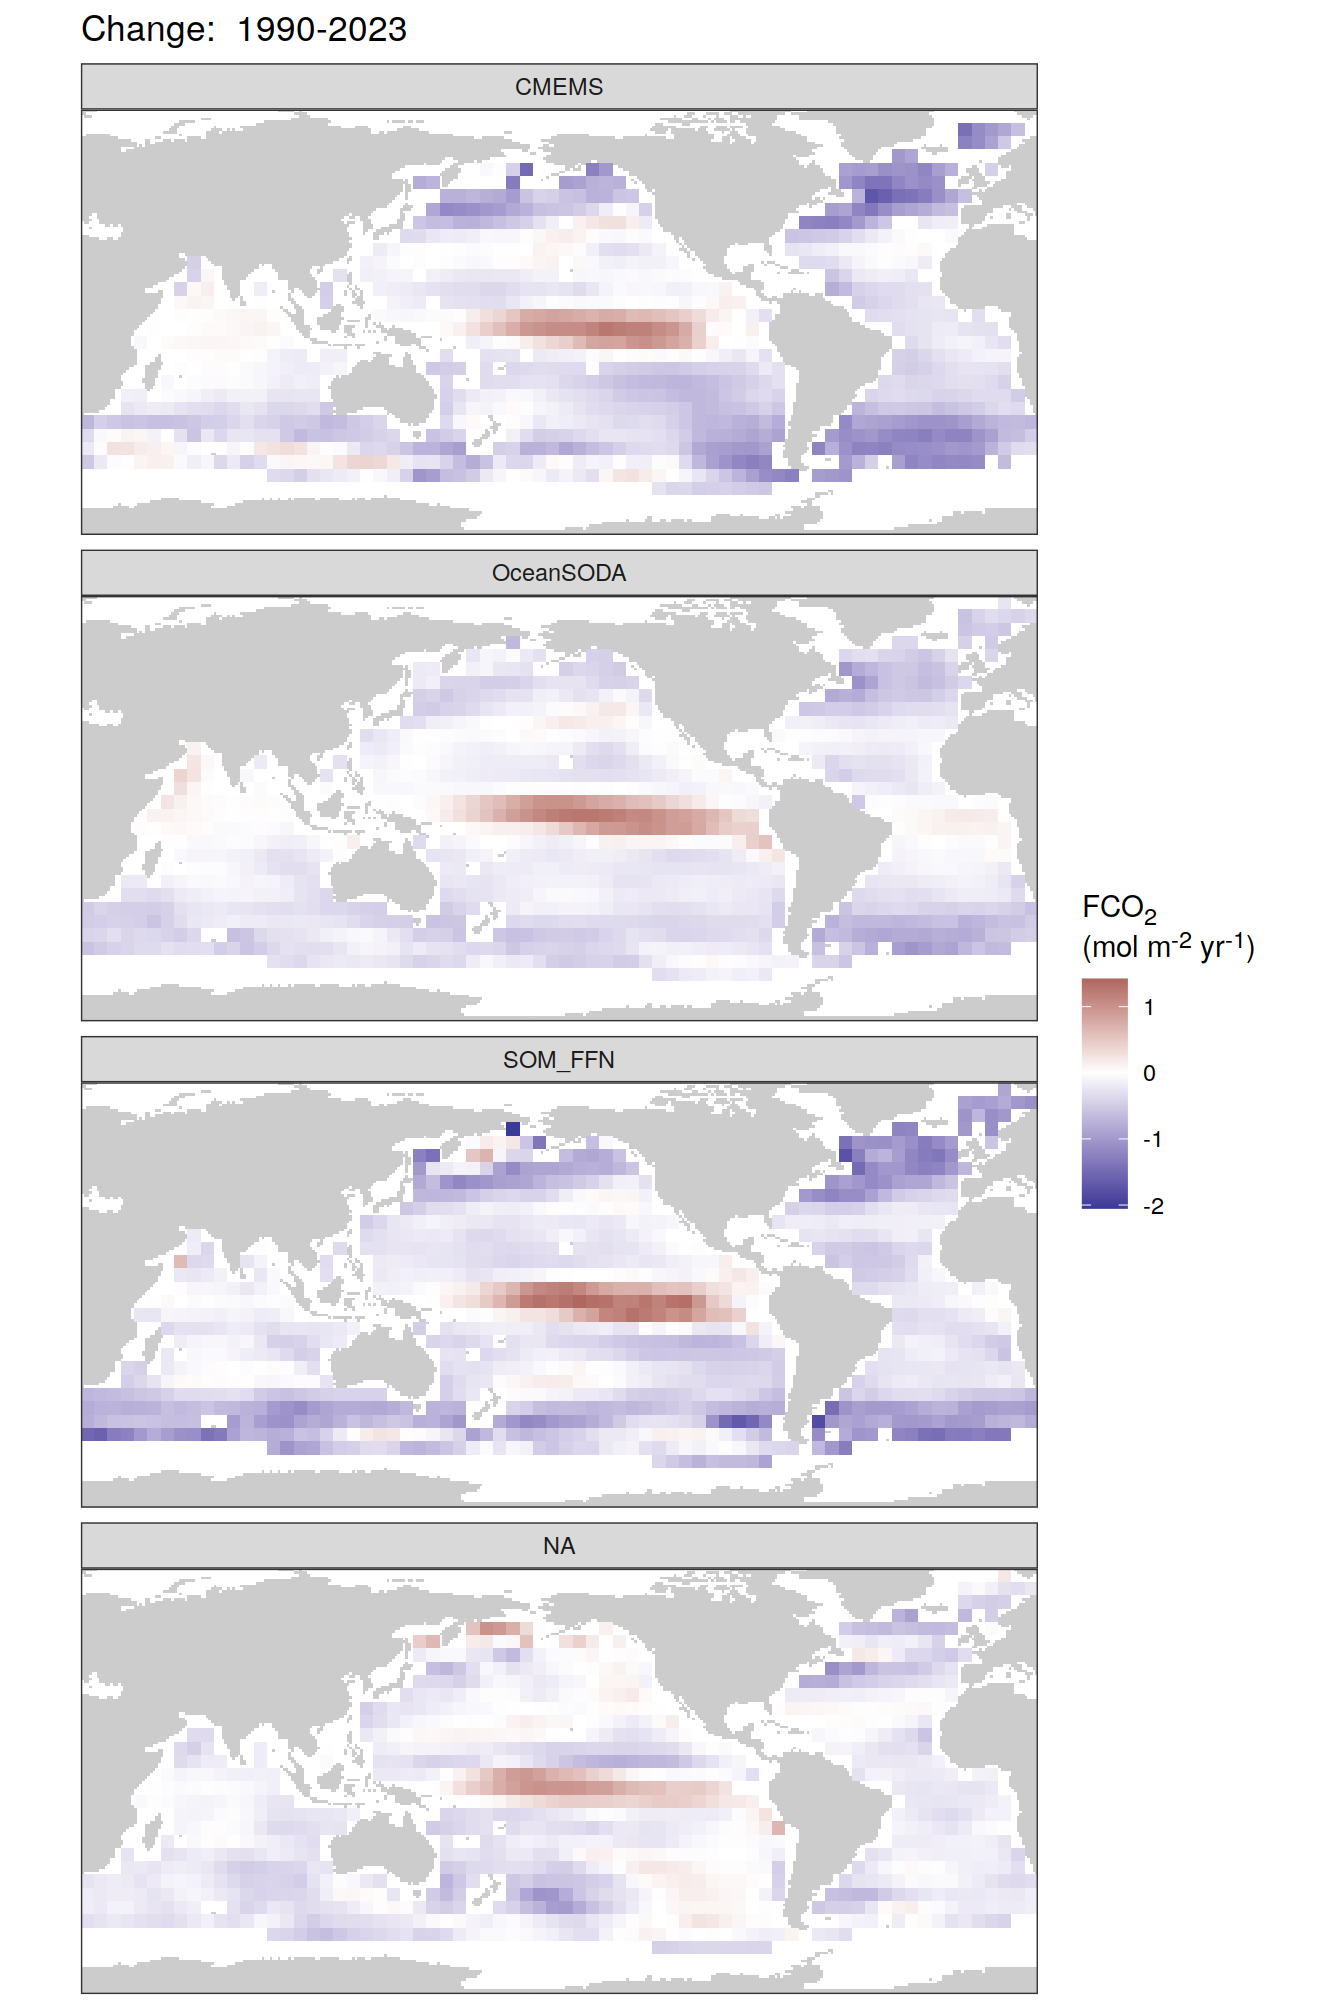 Change:  1990-2023
CMEMS
OceanSODA
SOM_FFN
NA
FCO₂
(mol m⁻² yr⁻¹)
1
0
-1
-2